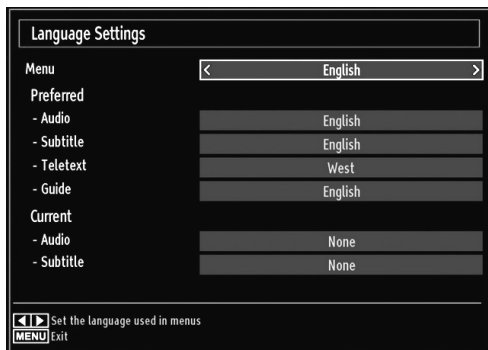 Language Settings
Menu < English >
Preferred
- Audio English
- Subtitle English
- Teletext West
- Guide English
Current
- Audio None
- Subtitle None
Set the language used in menus
MENU Exit